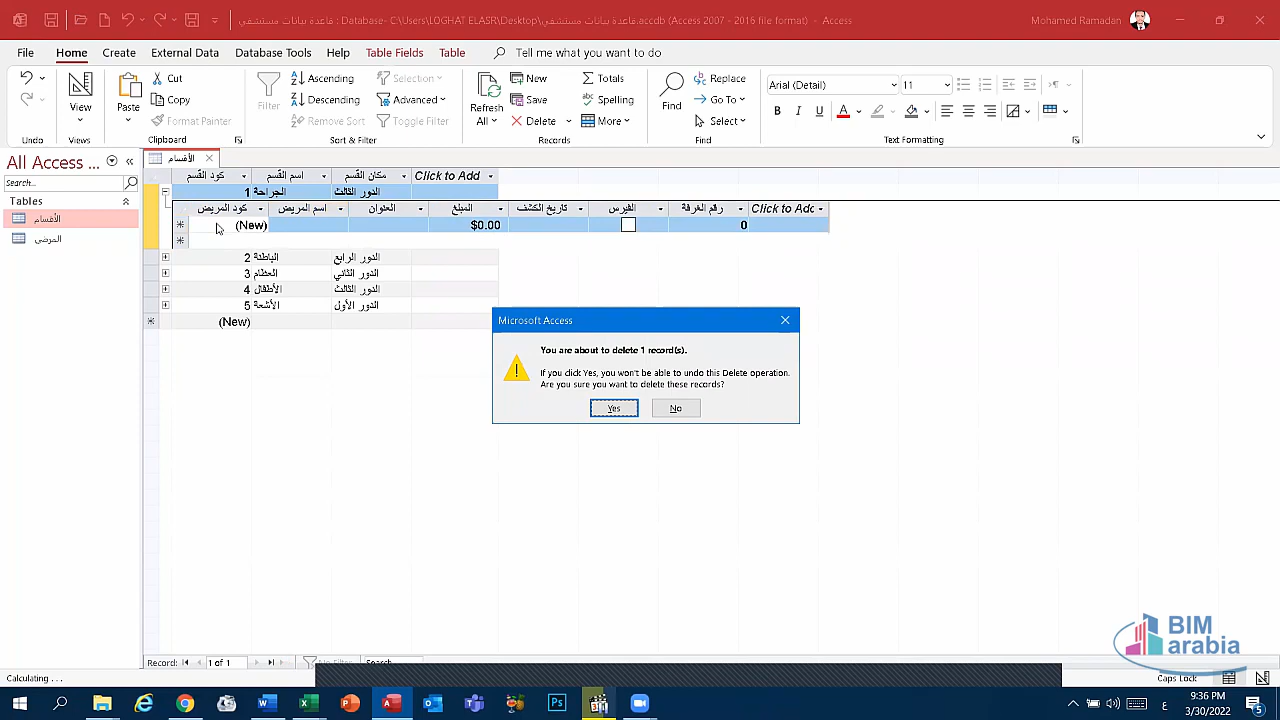 قاعدة بيانات مستشفي : Database- C:\Users\LOGHAT ELASR\Desktop\قاعدة بيانات مستشفي.accdb (Access 2007 - 2016 file format) - Access
Mohamed Ramadan
File Home Create External Data Database Tools Help Table Fields Table Tell me what you want to do
View
Paste
Cut
Copy
Format Painter
Filter
Ascending
Descending
Remove Sort
Selection
Advanced
Toggle Filter
Refresh
All
New
Save
Delete
Totals
Spelling
More
Find
Replace
Go To
Select
Arial (Detail) 11
B I U A
Undo Views Clipboard Sort & Filter Records Find Text Formatting
All Access ...
Search...
Tables
الأقسام
المرضى
الأقسام
كود القسم اسم القسم مكان القسم Click to Add
1 الجراحة الدور الثالث
كود المريض اسم المريض العنوان المبلغ تاريخ الكشف الفيرس رقم الغرفة Click to Add
(New) $0.00 0
2 الباطنة الدور الرابع
3 العظام الدور الثاني
4 الأطفال الدور الثالث
5 الأشعة الدور الأول
(New)
Microsoft Access
You are about to delete 1 record(s).
If you click Yes, you won't be able to undo this Delete operation.
Are you sure you want to delete these records?
Yes No
BIM
arabia
Record: 1 of 1 No Filter Search
Calculating . . .
Caps Lock
9:36 PM
3/30/2022
ع
5